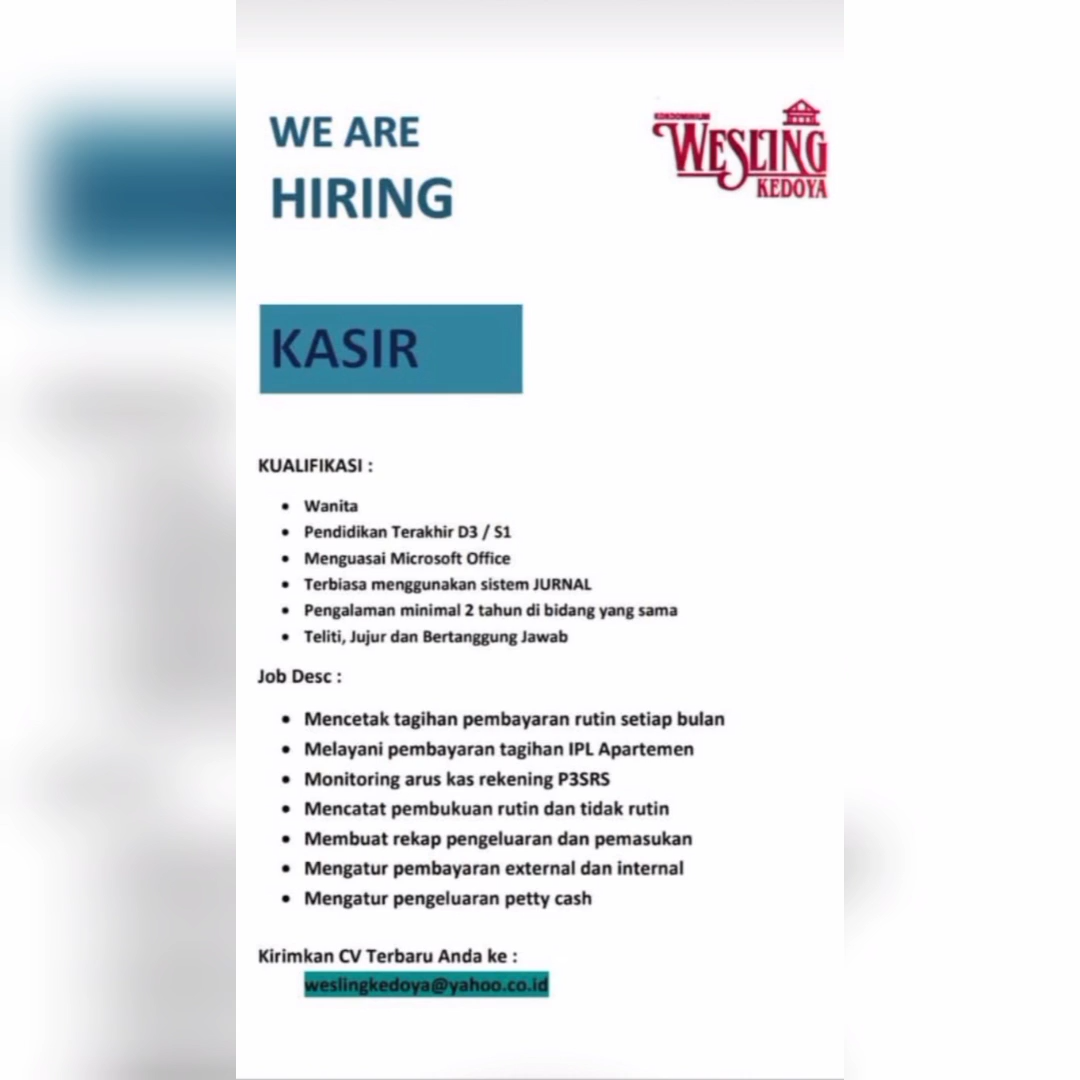 WE ARE
HIRING
KONDOMINIUM
WESLING
KEDOYA
KASIR
KUALIFIKASI :
• Wanita
• Pendidikan Terakhir D3 / S1
• Menguasai Microsoft Office
• Terbiasa menggunakan sistem JURNAL
• Pengalaman minimal 2 tahun di bidang yang sama
• Teliti, Jujur dan Bertanggung Jawab
Job Desc :
• Mencetak tagihan pembayaran rutin setiap bulan
• Melayani pembayaran tagihan IPL Apartemen
• Monitoring arus kas rekening P3SRS
• Mencatat pembukuan rutin dan tidak rutin
• Membuat rekap pengeluaran dan pemasukan
• Mengatur pembayaran external dan internal
• Mengatur pengeluaran petty cash
Kirimkan CV Terbaru Anda ke :
weslingkedoya@yahoo.co.id